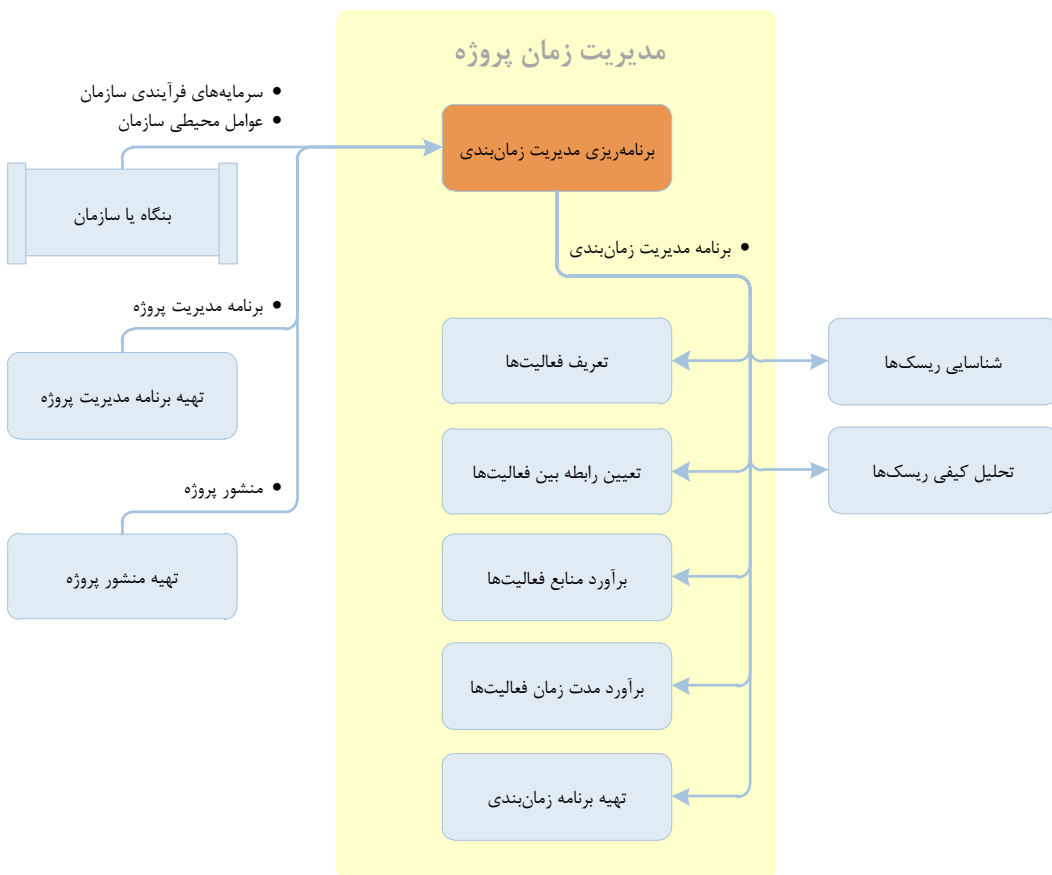 مدیریت زمان پروژه
• سرمایه‌های فرآیندی سازمان
• عوامل محیطی سازمان
برنامه‌ریزی مدیریت زمان‌بندی
بنگاه یا سازمان
• برنامه مدیریت زمان‌بندی
• برنامه مدیریت پروژه
تهیه برنامه مدیریت پروژه
• منشور پروژه
تهیه منشور پروژه
تعریف فعالیت‌ها
شناسایی ریسک‌ها
تعیین رابطه بین فعالیت‌ها
تحلیل کیفی ریسک‌ها
برآورد منابع فعالیت‌ها
برآورد مدت زمان فعالیت‌ها
تهیه برنامه زمان‌بندی